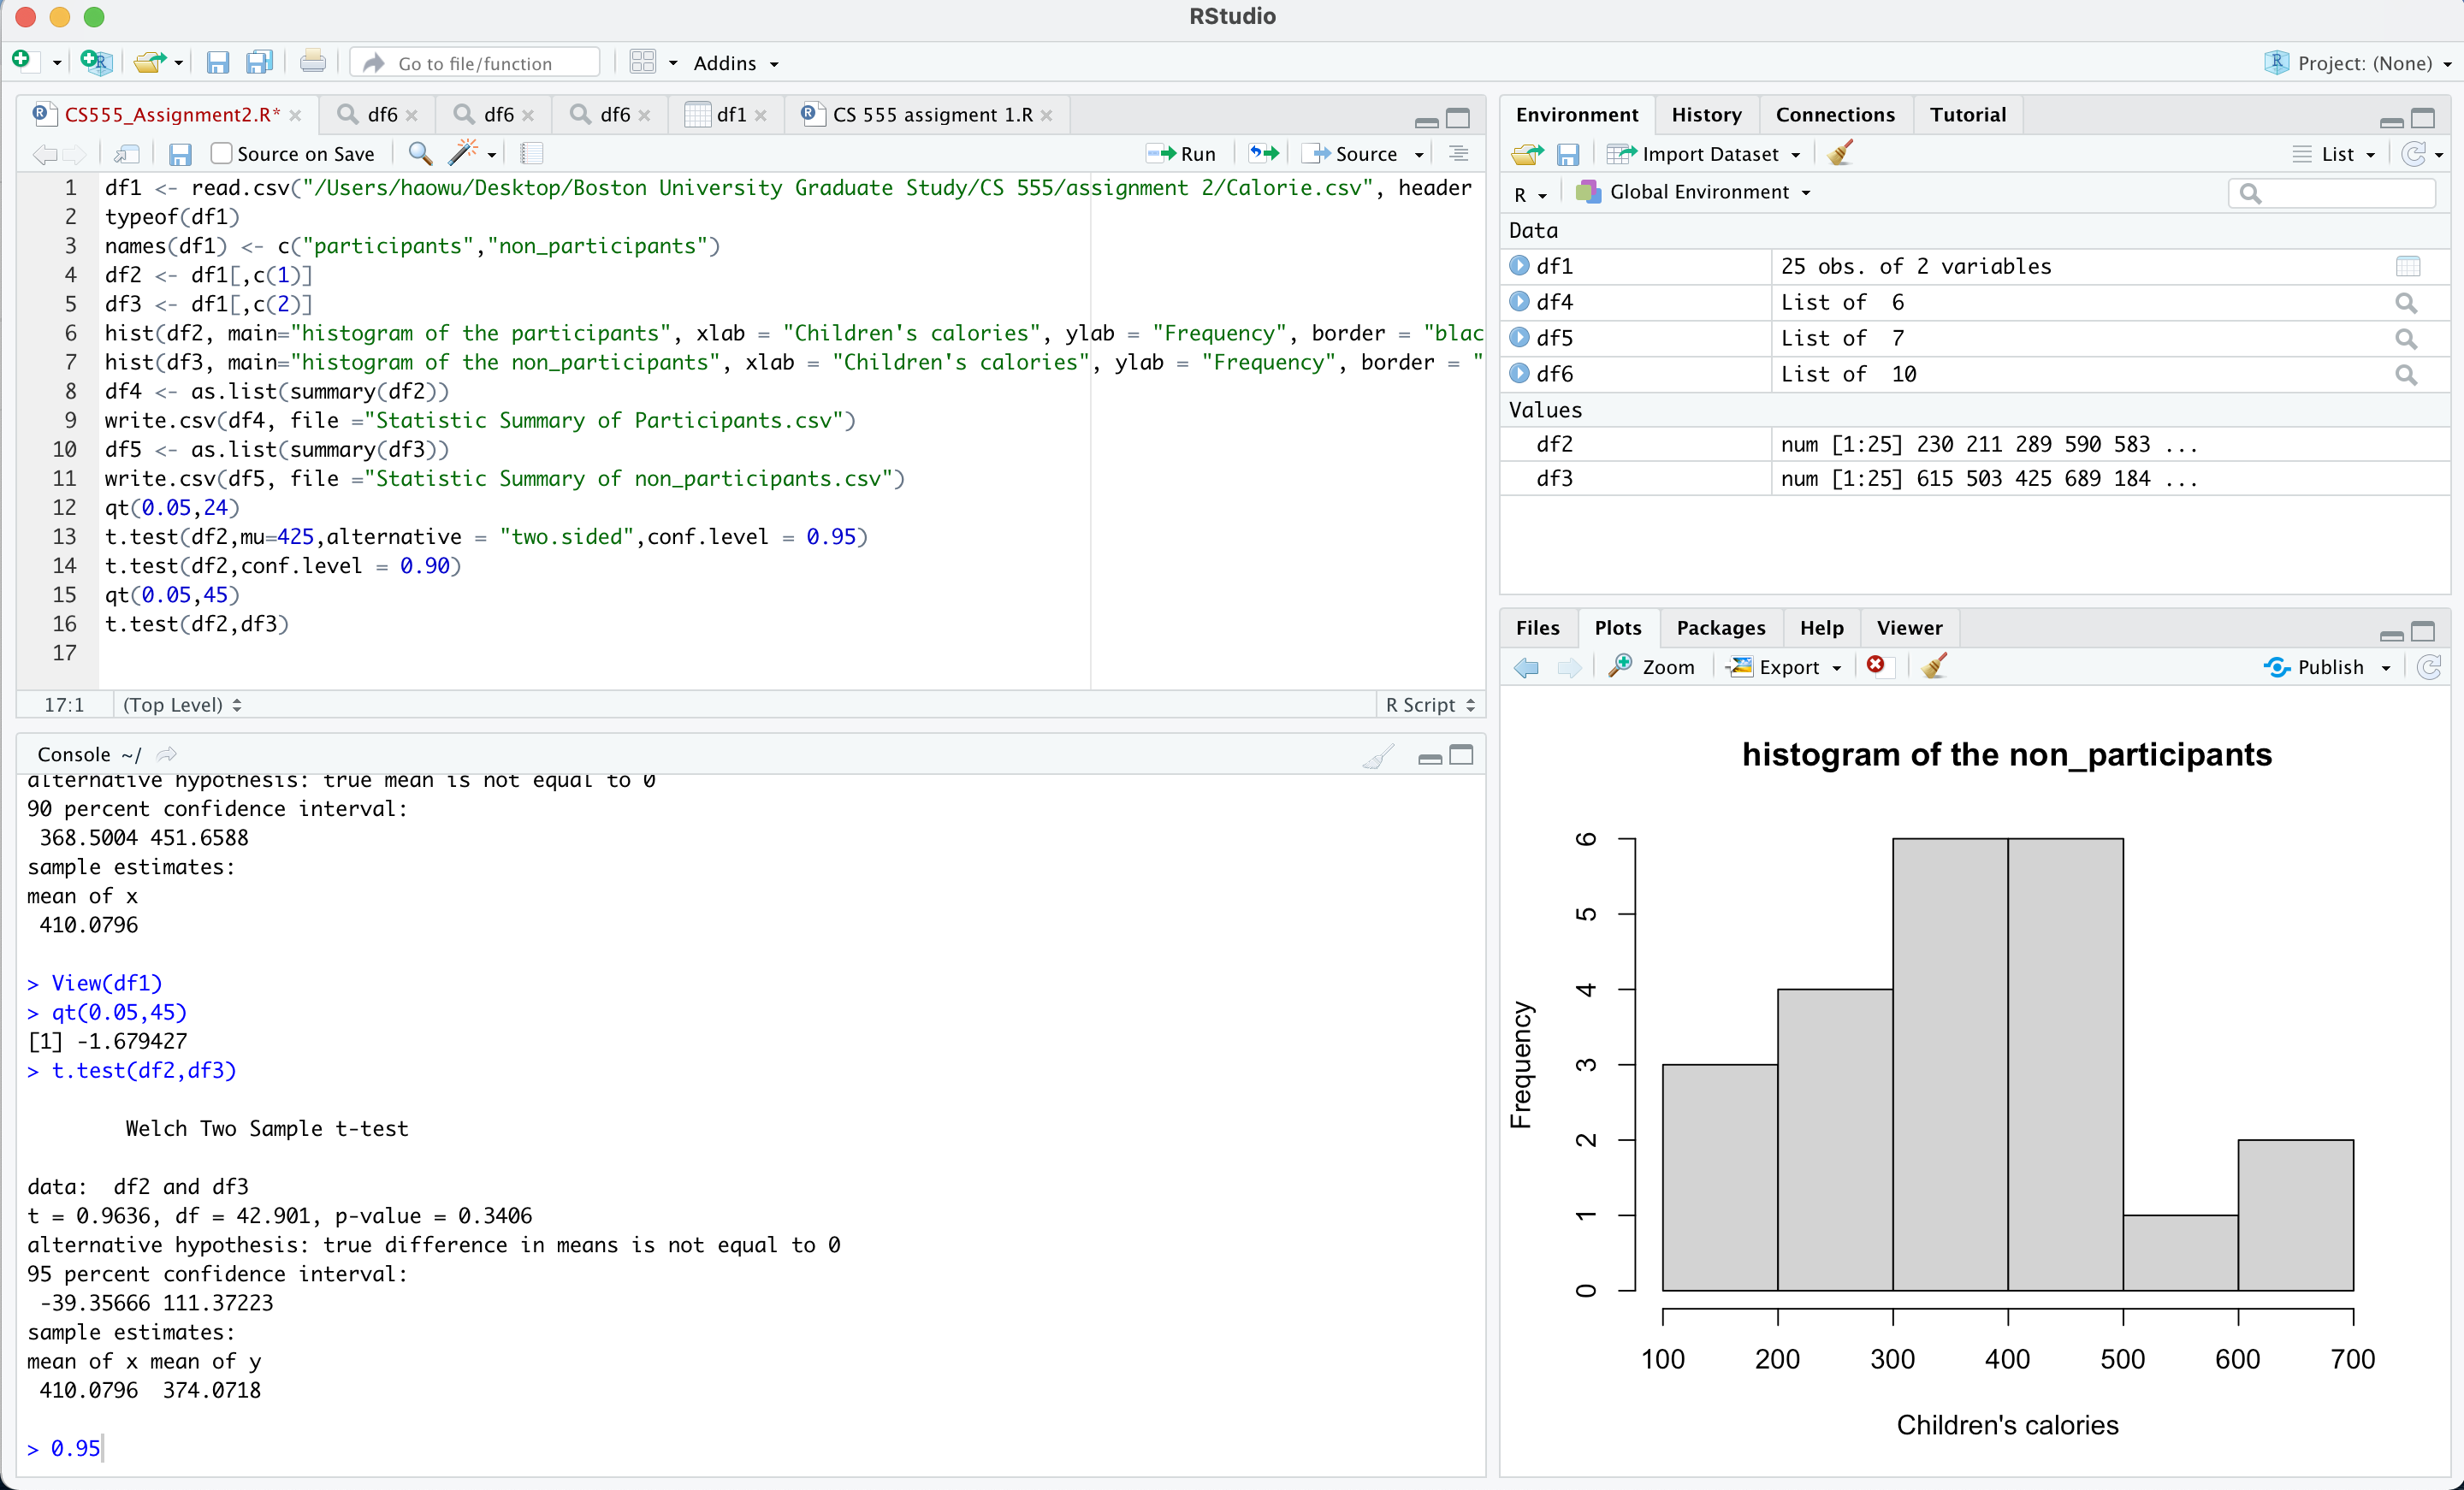 RStudio
Go to file/function
Addins
Project: (None)
CS555_Assignment2.R*
df6
df6
df6
df1
CS 555 assigment 1.R
Source on Save
Run
Source
1 df1 <- read.csv("/Users/haowu/Desktop/Boston University Graduate Study/CS 555/assignment 2/Calorie.csv", header
2 typeof(df1)
3 names(df1) <- c("participants","non_participants")
4 df2 <- df1[,c(1)]
5 df3 <- df1[,c(2)]
6 hist(df2, main="histogram of the participants", xlab = "Children's calories", ylab = "Frequency", border = "blac
7 hist(df3, main="histogram of the non_participants", xlab = "Children's calories", ylab = "Frequency", border = "
8 df4 <- as.list(summary(df2))
9 write.csv(df4, file ="Statistic Summary of Participants.csv")
10 df5 <- as.list(summary(df3))
11 write.csv(df5, file ="Statistic Summary of non_participants.csv")
12 qt(0.05,24)
13 t.test(df2,mu=425,alternative = "two.sided",conf.level = 0.95)
14 t.test(df2,conf.level = 0.90)
15 qt(0.05,45)
16 t.test(df2,df3)
17
17:1 (Top Level) R Script
Console ~/
alternative hypothesis: true mean is not equal to 0
90 percent confidence interval:
368.5004 451.6588
sample estimates:
mean of x
410.0796
> View(df1)
> qt(0.05,45)
[1] -1.679427
> t.test(df2,df3)
Welch Two Sample t-test
data: df2 and df3
t = 0.9636, df = 42.901, p-value = 0.3406
alternative hypothesis: true difference in means is not equal to 0
95 percent confidence interval:
-39.35666 111.37223
sample estimates:
mean of x mean of y
410.0796 374.0718
> 0.95
Environment History Connections Tutorial
Import Dataset
List
R Global Environment
Data
df1 25 obs. of 2 variables
df4 List of 6
df5 List of 7
df6 List of 10
Values
df2 num [1:25] 230 211 289 590 583 ...
df3 num [1:25] 615 503 425 689 184 ...
Files Plots Packages Help Viewer
Zoom Export Publish
histogram of the non_participants
Frequency
6
5
4
3
2
1
0
100 200 300 400 500 600 700
Children's calories